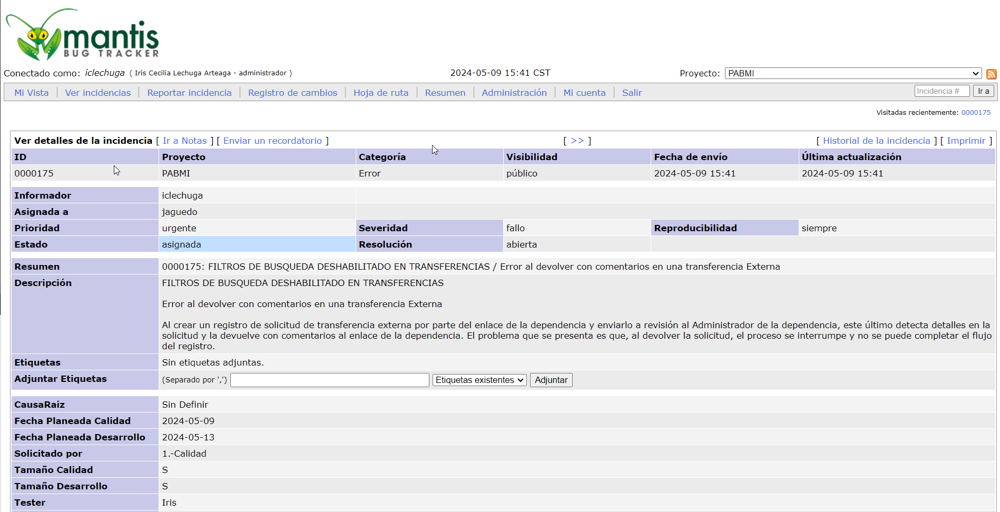 mantis
BUG TRACKER
Conectado como: iclechuga ( Iris Cecilia Lechuga Arteaga - administrador )
2024-05-09 15:41 CST
Proyecto: PABMI
Mi Vista Ver incidencias Reportar incidencia Registro de cambios Hoja de ruta Resumen Administración Mi cuenta Salir
Incidencia # Ir a
Visitadas recientemente: 0000175
Ver detalles de la incidencia [ Ir a Notas ] [ Enviar un recordatorio ] [ >> ] [ Historial de la incidencia ] [ Imprimir ]
ID Proyecto Categoría Visibilidad Fecha de envío Última actualización
0000175 PABMI Error público 2024-05-09 15:41 2024-05-09 15:41
Informador iclechuga
Asignada a jaguedo
Prioridad urgente Severidad fallo Reproducibilidad siempre
Estado asignada Resolución abierta
Resumen 0000175: FILTROS DE BUSQUEDA DESHABILITADO EN TRANSFERENCIAS / Error al devolver con comentarios en una transferencia Externa
Descripción FILTROS DE BUSQUEDA DESHABILITADO EN TRANSFERENCIAS
Error al devolver con comentarios en una transferencia Externa
Al crear un registro de solicitud de transferencia externa por parte del enlace de la dependencia y enviarlo a revisión al Administrador de la dependencia, este último detecta detalles en la
solicitud y la devuelve con comentarios al enlace de la dependencia. El problema que se presenta es que, al devolver la solicitud, el proceso se interrumpe y no se puede completar el flujo
del registro.
Etiquetas Sin etiquetas adjuntas.
Adjuntar Etiquetas (Separado por ',') Etiquetas existentes Adjuntar
CausaRaiz Sin Definir
Fecha Planeada Calidad 2024-05-09
Fecha Planeada Desarrollo 2024-05-13
Solicitado por 1.-Calidad
Tamaño Calidad S
Tamaño Desarrollo S
Tester Iris